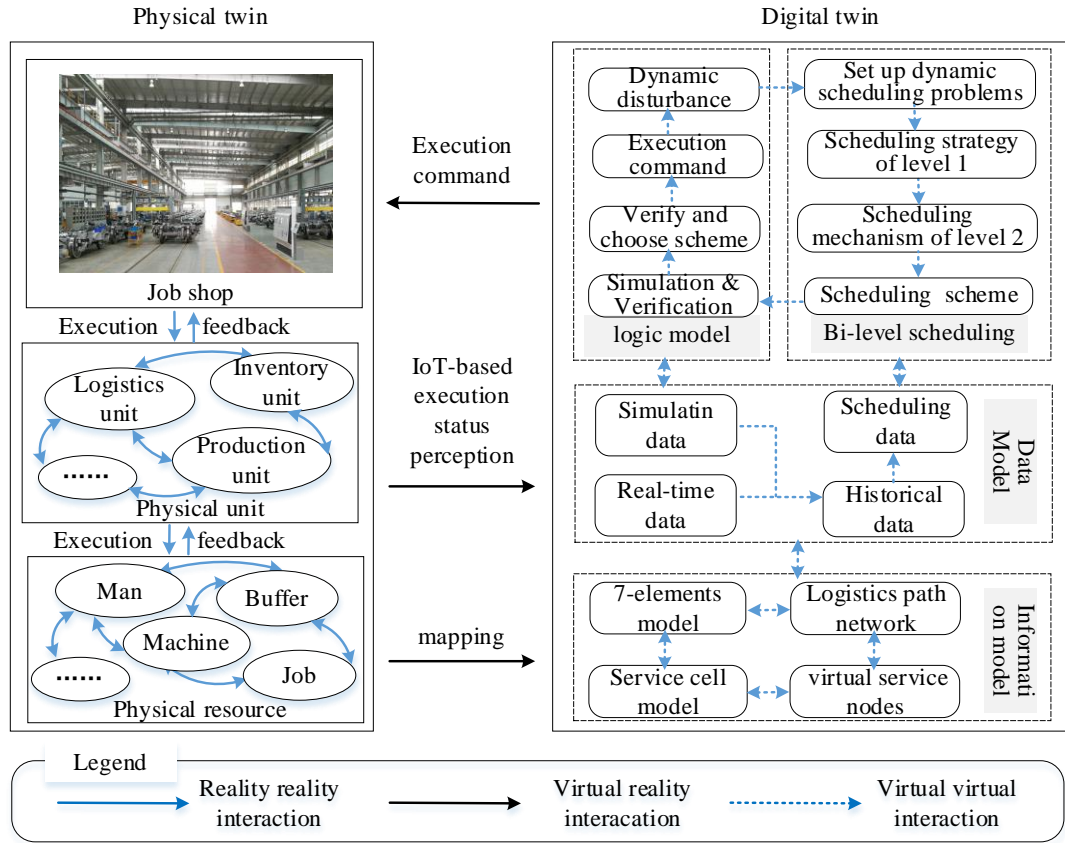 Physical twin
Digital twin
Job shop
Execution
feedback
Logistics
unit
Inventory
unit
Production
unit
......
Physical unit
Execution
feedback
Man
Buffer
Machine
......
Job
Physical resource
Execution
command
IoT-based
execution
status
perception
mapping
Dynamic
disturbance
Execution
command
Verify and
choose scheme
Simulation &
Verification
logic model
Set up dynamic
scheduling problems
Scheduling strategy
of level 1
Scheduling
mechanism of level 2
Scheduling scheme
Bi-level scheduling
Simulatin
data
Scheduling
data
Real-time
data
Historical
data
Data
Model
7-elements
model
Logistics path
network
Service cell
model
virtual service
nodes
Informati
on model
Legend
Reality reality
interaction
Virtual reality
interacation
Virtual virtual
interaction